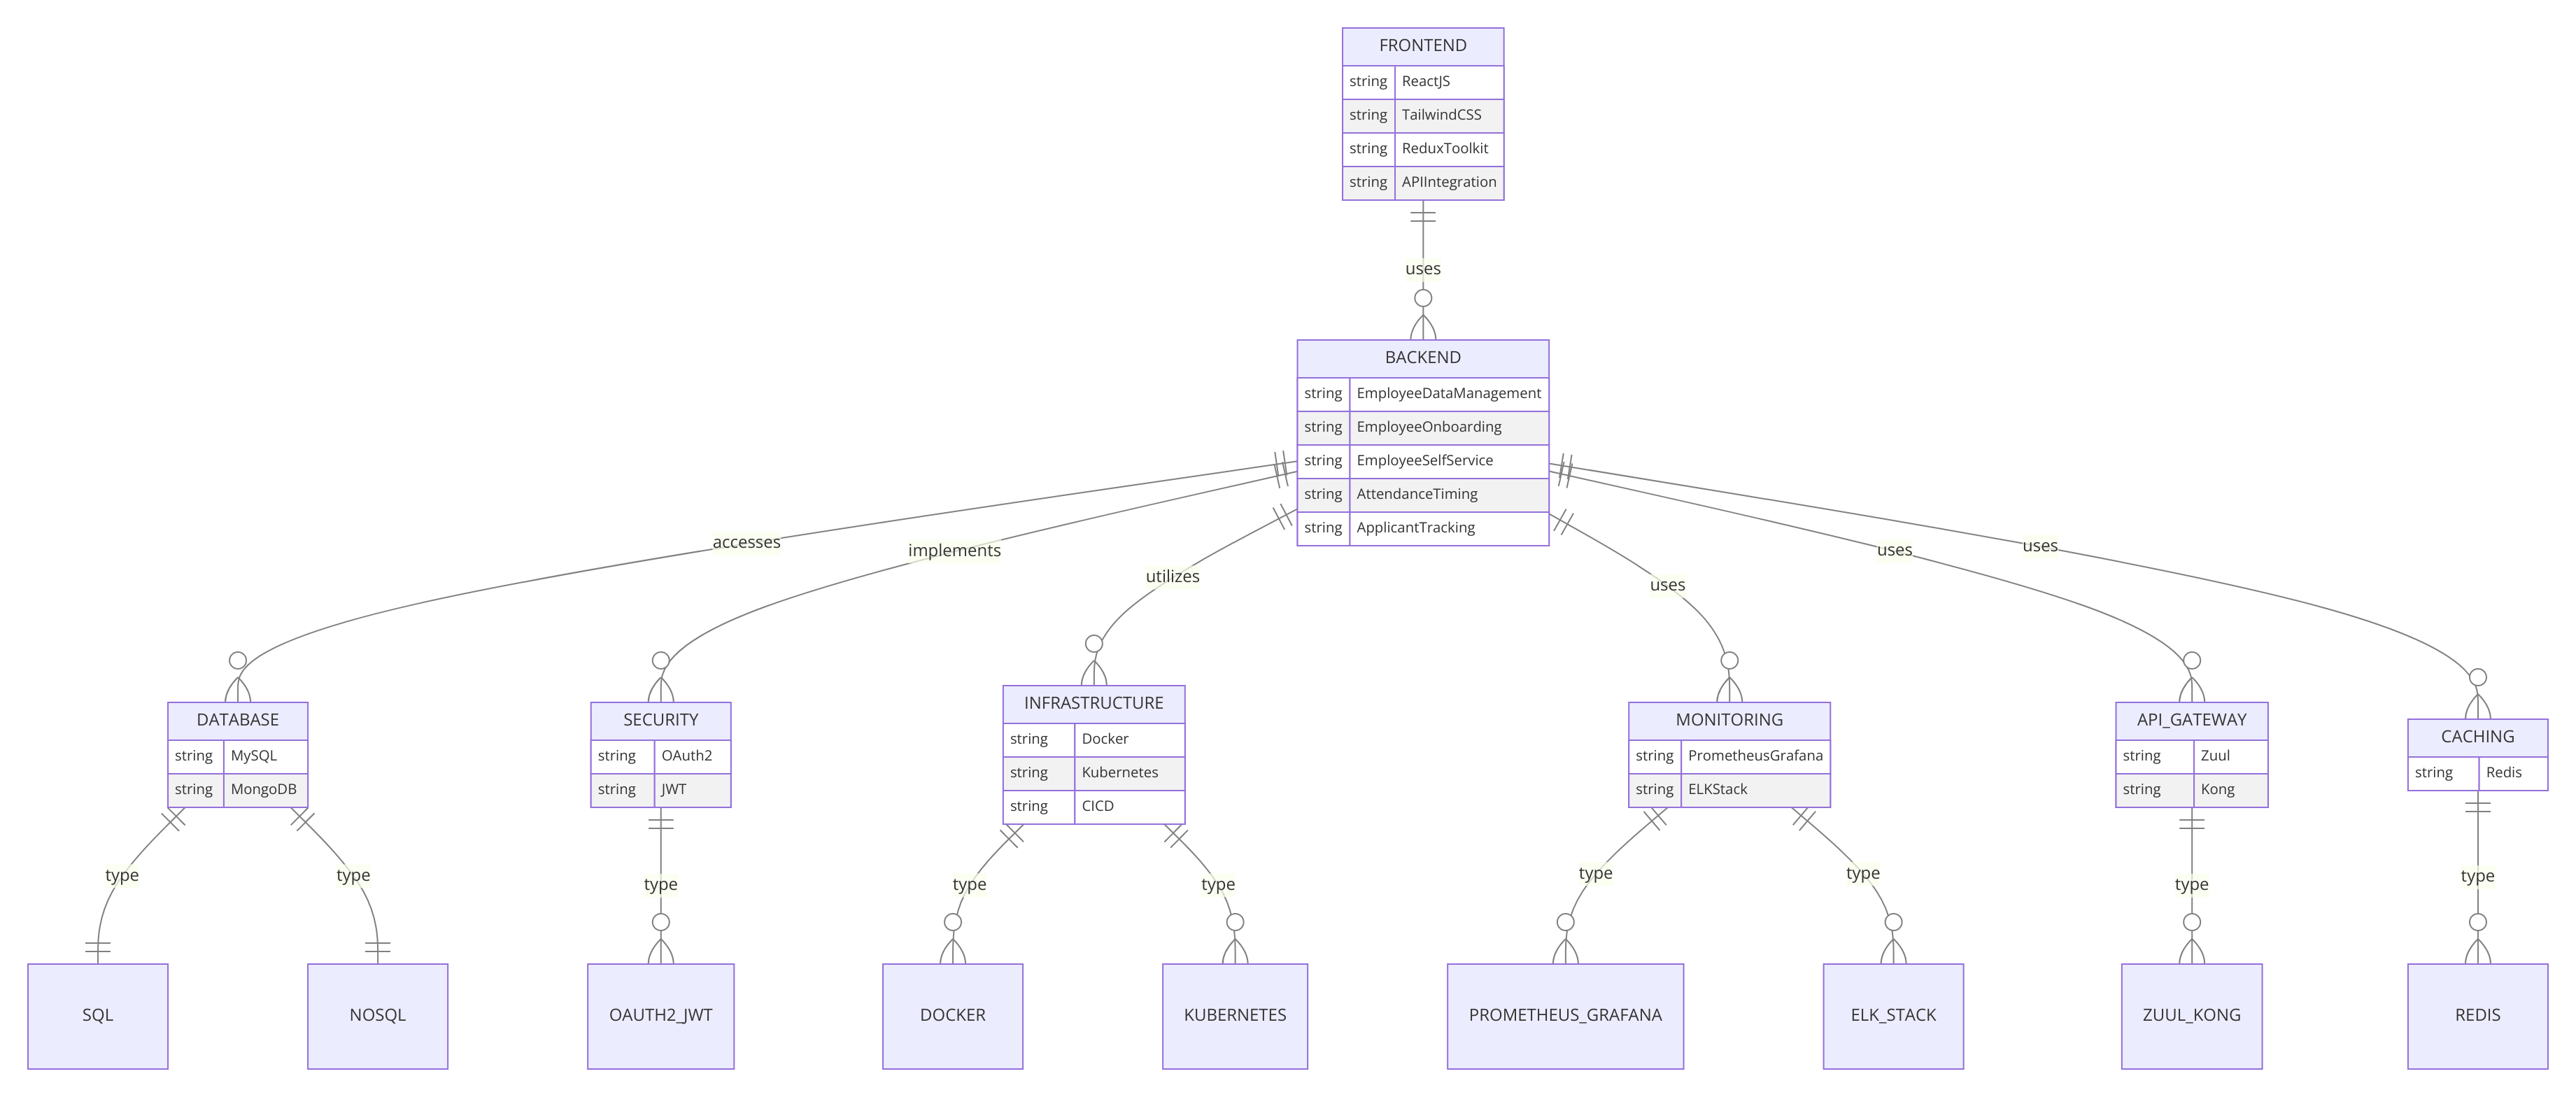 FRONTEND
string ReactJS
string TailwindCSS
string ReduxToolkit
string APIIntegration
uses
BACKEND
string EmployeeDataManagement
string EmployeeOnboarding
string EmployeeSelfService
string AttendanceTiming
string ApplicantTracking
accesses
implements
utilizes
uses
uses
uses
DATABASE
string MySQL
string MongoDB
SECURITY
string OAuth2
string JWT
INFRASTRUCTURE
string Docker
string Kubernetes
string CICD
MONITORING
string PrometheusGrafana
string ELKStack
API_GATEWAY
string Zuul
string Kong
CACHING
string Redis
type
type
type
type
type
type
type
type
type
SQL
NOSQL
OAUTH2_JWT
DOCKER
KUBERNETES
PROMETHEUS_GRAFANA
ELK_STACK
ZUUL_KONG
REDIS